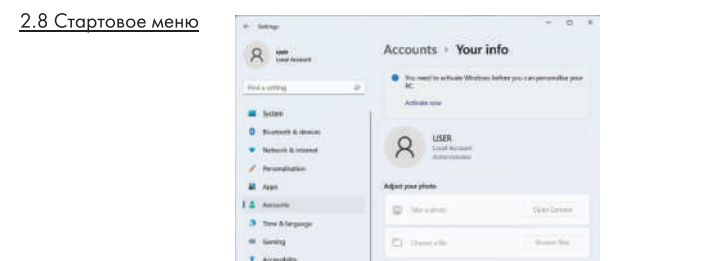 2.8 Стартовое меню
Settings
USER
Local Account
Find a setting
System
Bluetooth & devices
Network & internet
Personalisation
Apps
Accounts
Time & language
Gaming
Accessibility
Accounts › Your info
You need to activate Windows before you can personalise your
PC.
Activate now
USER
Local Account
Administrator
Adjust your photo
Take a photo
Open Camera
Choose a file
Browse files